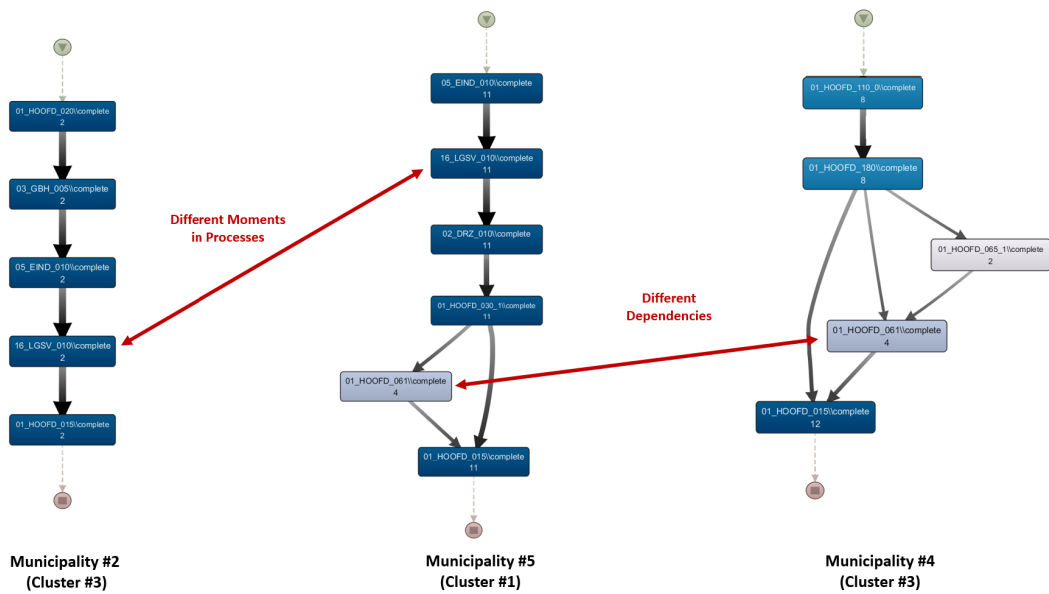 01_HOOFD_020\\complete
2
03_GBH_005\\complete
2
05_EIND_010\\complete
2
16_LGSV_010\\complete
2
01_HOOFD_015\\complete
2
Municipality #2
(Cluster #3)
Different Moments
in Processes
05_EIND_010\\complete
11
16_LGSV_010\\complete
11
02_DRZ_010\\complete
11
01_HOOFD_030_1\\complete
11
01_HOOFD_061\\complete
4
01_HOOFD_015\\complete
11
Municipality #5
(Cluster #1)
Different
Dependencies
01_HOOFD_110_0\\complete
8
01_HOOFD_180\\complete
8
01_HOOFD_065_1\\complete
2
01_HOOFD_061\\complete
4
01_HOOFD_015\\complete
12
Municipality #4
(Cluster #3)